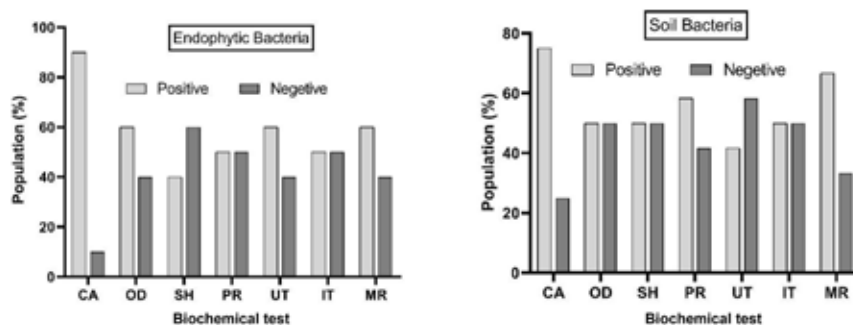 Endophytic Bacteria
Positive Negetive
Population (%)
100
80
60
40
20
0
CA OD SH PR UT IT MR
Biochemical test
Soil Bacteria
Positive Negetive
Population (%)
80
60
40
20
0
CA OD SH PR UT IT MR
Biochemical test